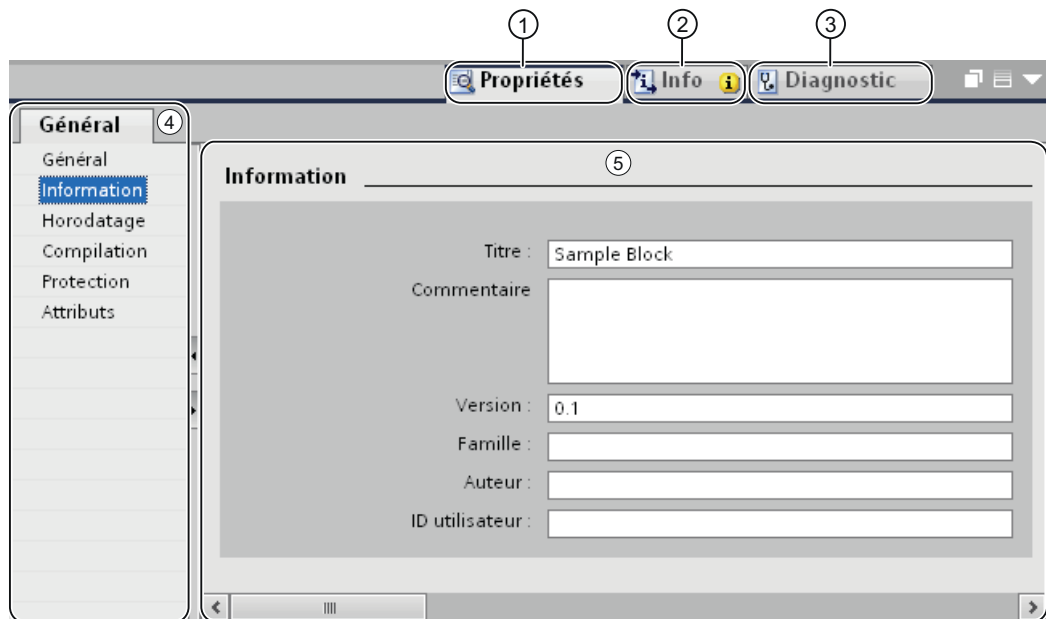 1 2 3
Propriétés Info Diagnostic
Général 4
Général
Information
Horodatage
Compilation
Protection
Attributs
5
Information
Titre : Sample Block
Commentaire
Version : 0.1
Famille :
Auteur :
ID utilisateur :